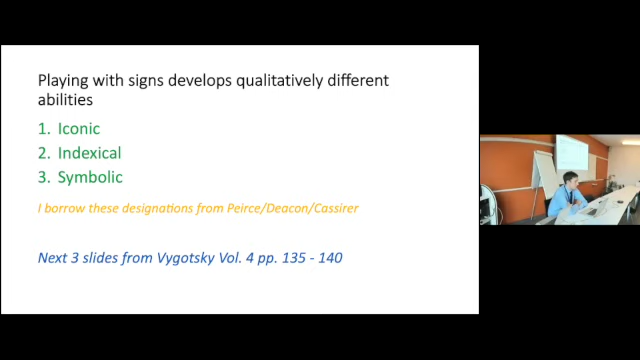 Playing with signs develops qualitatively different
abilities
1. Iconic
2. Indexical
3. Symbolic
I borrow these designations from Peirce/Deacon/Cassirer
Next 3 slides from Vygotsky Vol. 4 pp. 135 - 140